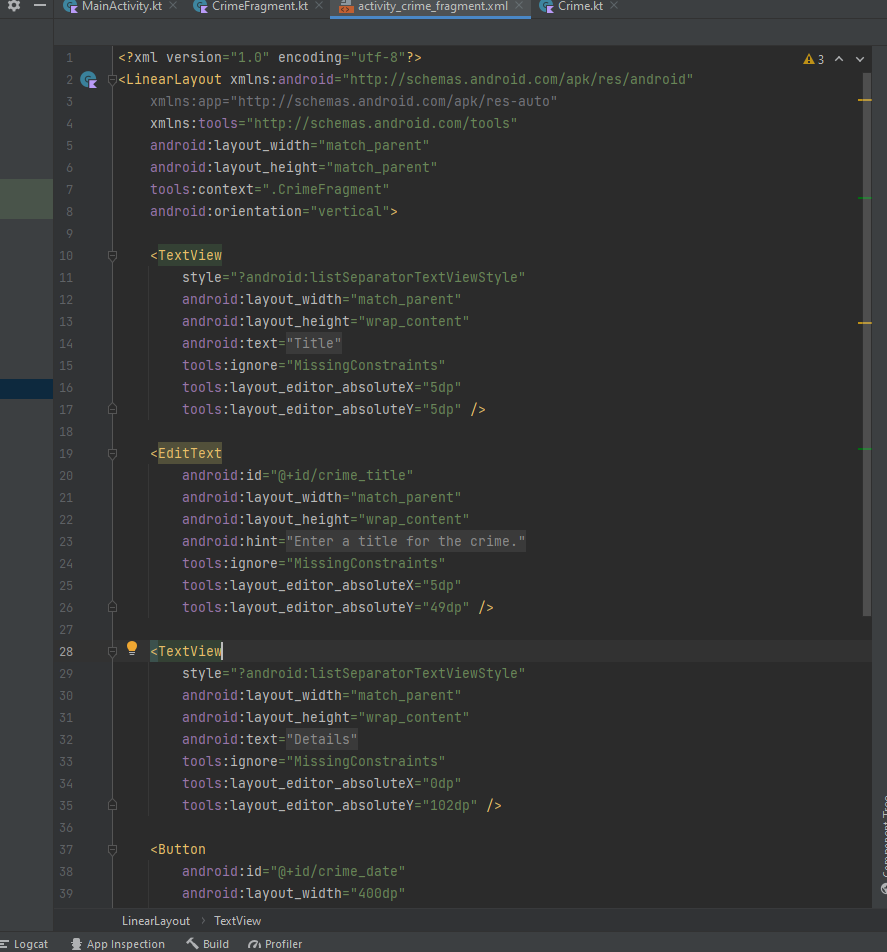 MainActivity.kt CrimeFragment.kt activity_crime_fragment.xml Crime.kt
1 <?xml version="1.0" encoding="utf-8"?> 3
2 <LinearLayout xmlns:android="http://schemas.android.com/apk/res/android"
3 xmlns:app="http://schemas.android.com/apk/res-auto"
4 xmlns:tools="http://schemas.android.com/tools"
5 android:layout_width="match_parent"
6 android:layout_height="match_parent"
7 tools:context=".CrimeFragment"
8 android:orientation="vertical">
9
10 <TextView
11 style="?android:listSeparatorTextViewStyle"
12 android:layout_width="match_parent"
13 android:layout_height="wrap_content"
14 android:text="Title"
15 tools:ignore="MissingConstraints"
16 tools:layout_editor_absoluteX="5dp"
17 tools:layout_editor_absoluteY="5dp" />
18
19 <EditText
20 android:id="@+id/crime_title"
21 android:layout_width="match_parent"
22 android:layout_height="wrap_content"
23 android:hint="Enter a title for the crime."
24 tools:ignore="MissingConstraints"
25 tools:layout_editor_absoluteX="5dp"
26 tools:layout_editor_absoluteY="49dp" />
27
28 <TextView
29 style="?android:listSeparatorTextViewStyle"
30 android:layout_width="match_parent"
31 android:layout_height="wrap_content"
32 android:text="Details"
33 tools:ignore="MissingConstraints"
34 tools:layout_editor_absoluteX="0dp"
35 tools:layout_editor_absoluteY="102dp" />
36
37 <Button
38 android:id="@+id/crime_date"
39 android:layout_width="400dp"
LinearLayout > TextView
Logcat App Inspection Build Profiler